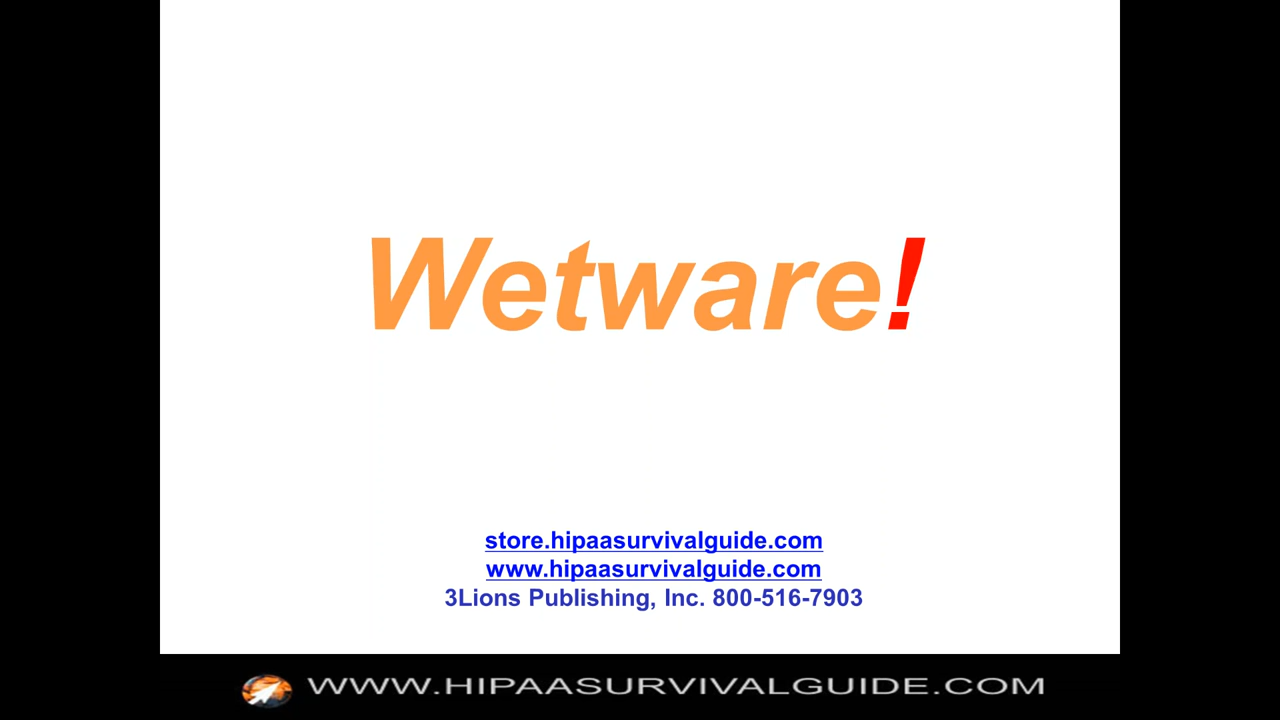 Wetware!
store.hipaasurvivalguide.com
www.hipaasurvivalguide.com
3Lions Publishing, Inc. 800-516-7903
WWW.HIPAASURVIVALGUIDE.COM